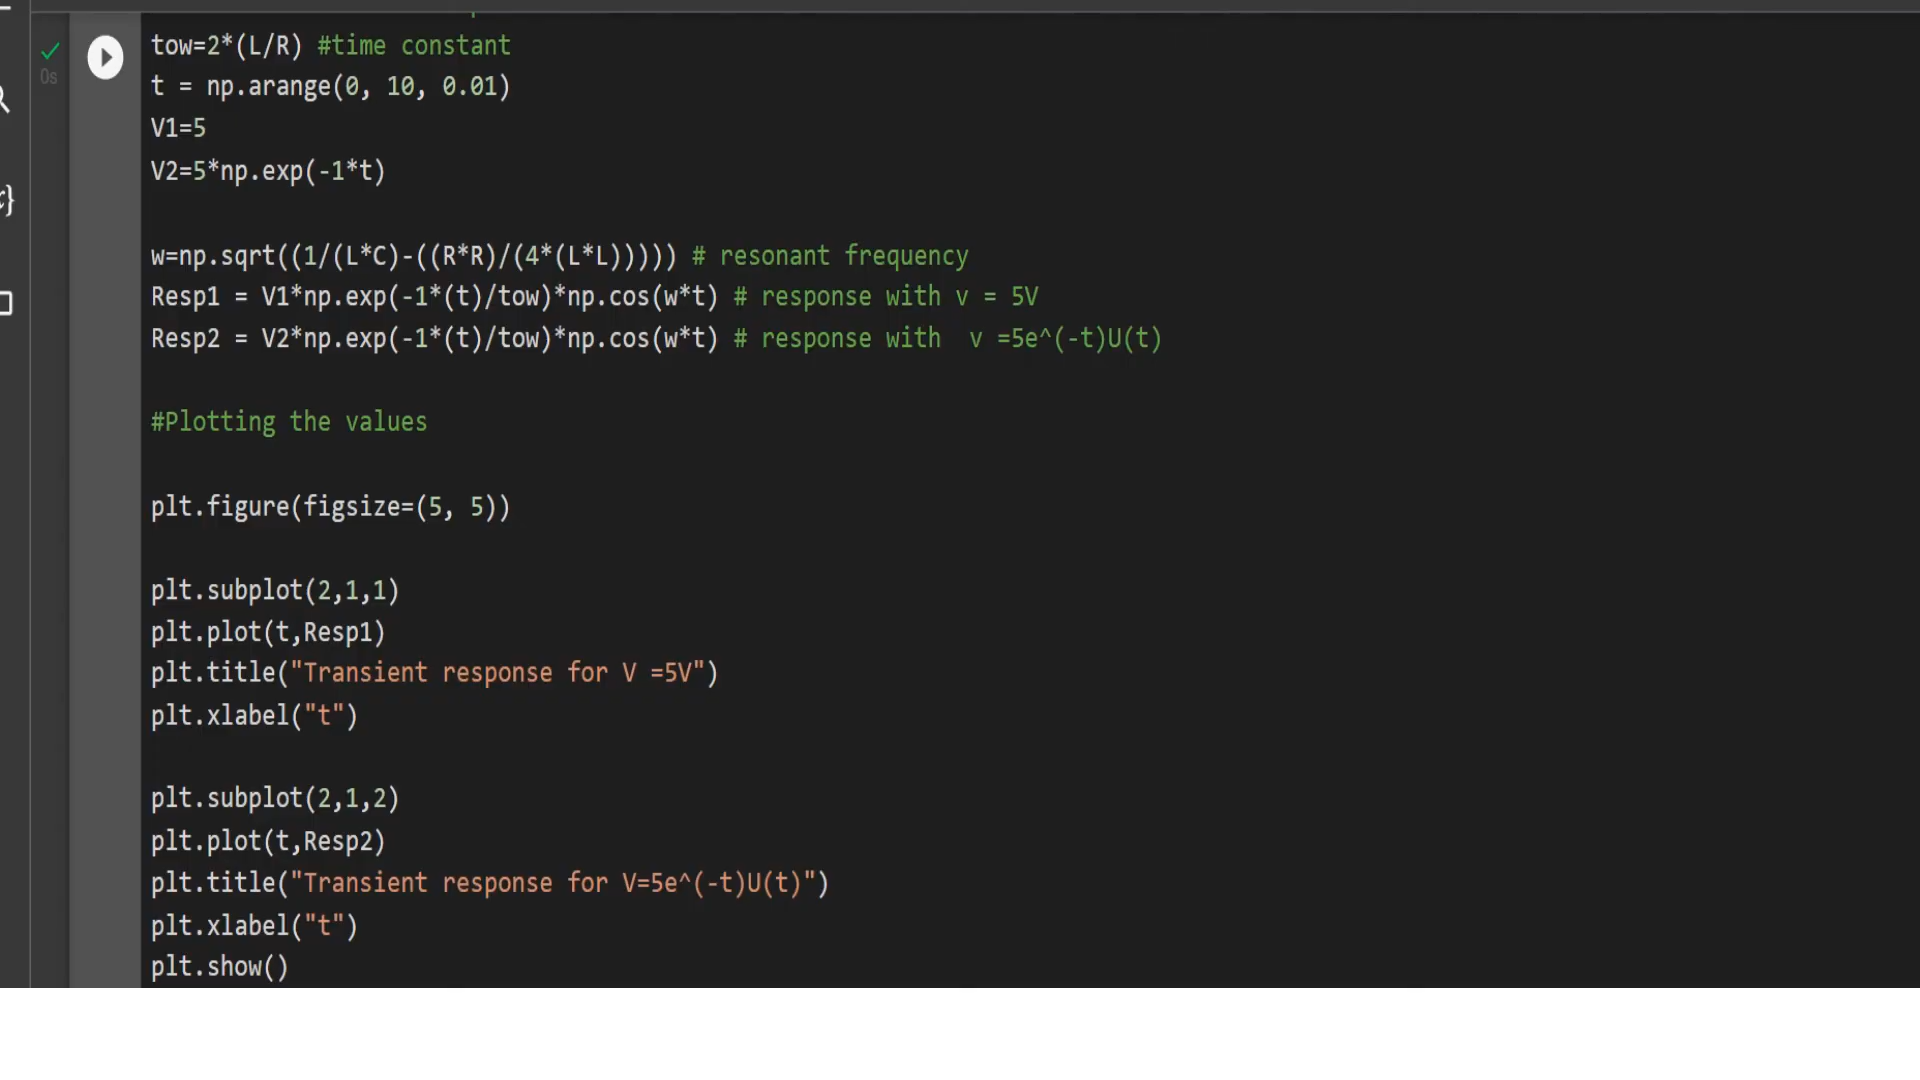 tow=2*(L/R) #time constant
0s
t = np.arange(0, 10, 0.01)
V1=5
V2=5*np.exp(-1*t)
w=np.sqrt((1/(L*C)-((R*R)/(4*(L*L))))) # resonant frequency
Resp1 = V1*np.exp(-1*(t)/tow)*np.cos(w*t) # response with v = 5V
Resp2 = V2*np.exp(-1*(t)/tow)*np.cos(w*t) # response with  v =5e^(-t)U(t)
#Plotting the values
plt.figure(figsize=(5, 5))
plt.subplot(2,1,1)
plt.plot(t,Resp1)
plt.title("Transient response for V =5V")
plt.xlabel("t")
plt.subplot(2,1,2)
plt.plot(t,Resp2)
plt.title("Transient response for V=5e^(-t)U(t)")
plt.xlabel("t")
plt.show()